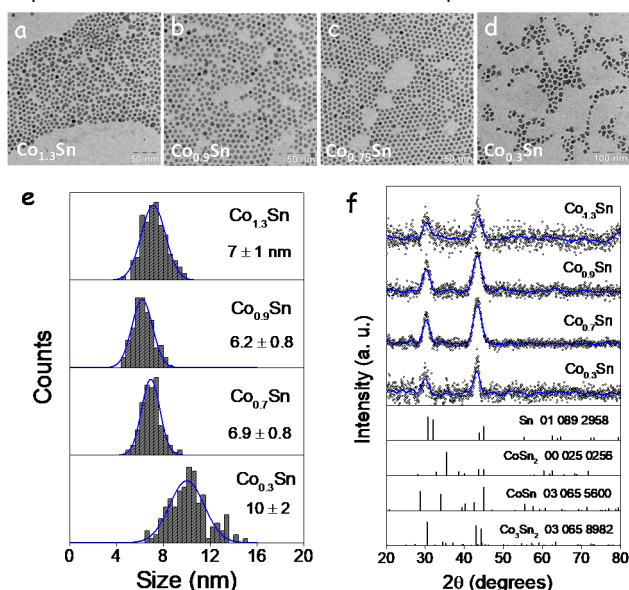 a
b
c
d
Co1.3Sn
50 nm
Co0.9Sn
50 nm
Co0.75Sn
50 nm
Co0.3Sn
100 nm
e
Co1.3Sn
7 ± 1 nm
Co0.9Sn
6.2 ± 0.8
Co0.7Sn
6.9 ± 0.8
Co0.3Sn
10 ± 2
Counts
0 4 8 12 16 20
Size (nm)
f
Co1.3Sn
Co0.9Sn
Co0.7Sn
Co0.3Sn
Sn 01 089 2958
CoSn2 00 025 0256
CoSn 03 065 5600
Co3Sn2 03 065 8982
Intensity (a. u.)
20 30 40 50 60 70 80
2θ (degrees)